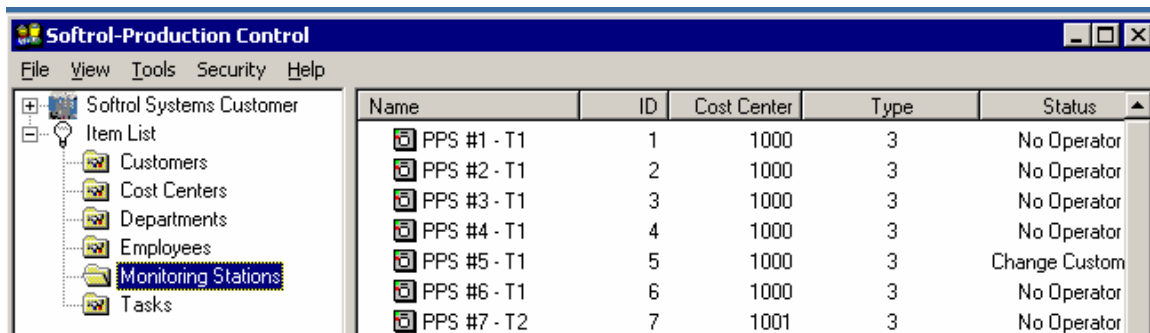 Softrol-Production Control
File View Tools Security Help
Softrol Systems Customer
Item List
Customers
Cost Centers
Departments
Employees
Monitoring Stations
Tasks
Name ID Cost Center Type Status
PPS #1 - T1 1 1000 3 No Operator
PPS #2 - T1 2 1000 3 No Operator
PPS #3 - T1 3 1000 3 No Operator
PPS #4 - T1 4 1000 3 No Operator
PPS #5 - T1 5 1000 3 Change Custom
PPS #6 - T1 6 1000 3 No Operator
PPS #7 - T2 7 1001 3 No Operator